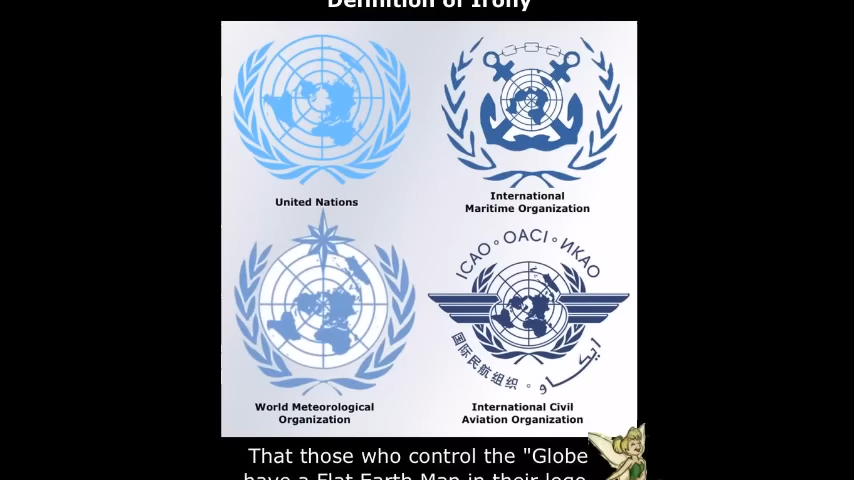 Definition of Irony
United Nations
International
Maritime Organization
ICAO ° OACI ° ИКАО
国际民航组织 ° ايكاو
World Meteorological
Organization
International Civil
Aviation Organization
That those who control the "Globe
have a Flat Earth Map in their logo